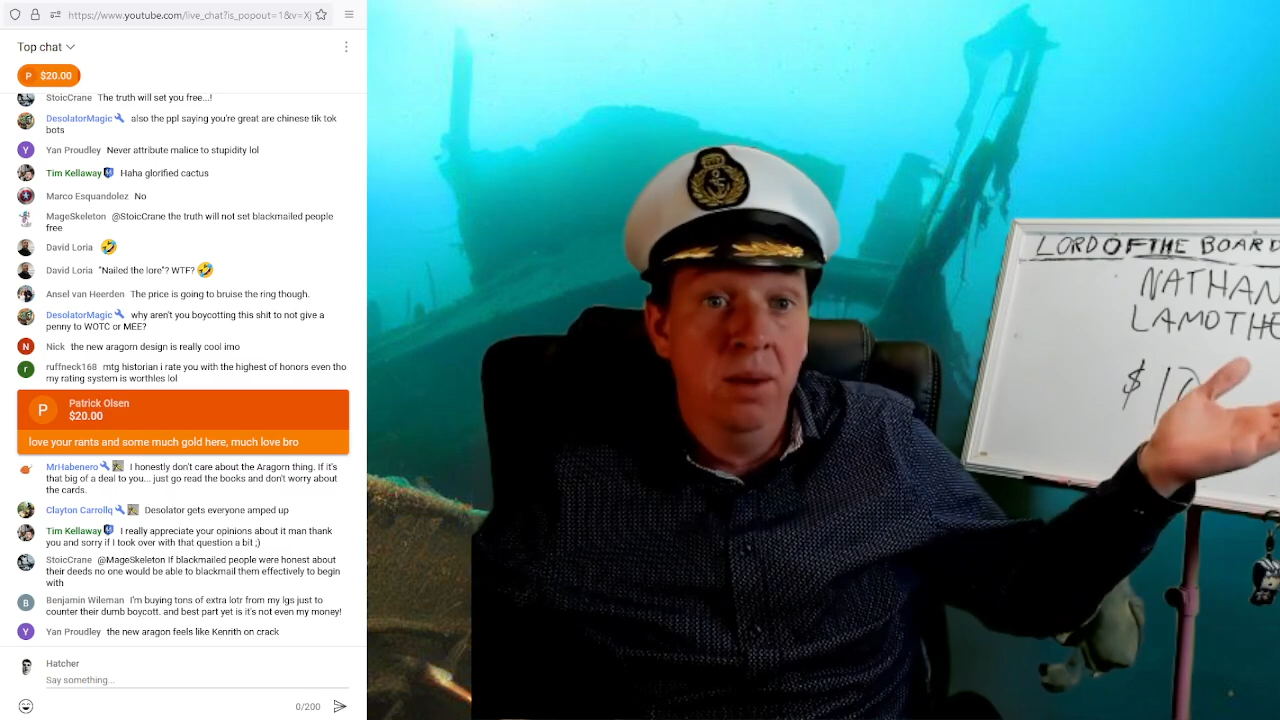 https://www.youtube.com/live_chat?is_popout=1&v=Xj
Top chat
P $20.00
StoicCrane The truth will set you free...!
DesolatorMagic also the ppl saying you're great are chinese tik tok
bots
Y Yan Proudley Never attribute malice to stupidity lol
Tim Kellaway Haha glorified cactus
Marco Esquandolez No
MageSkeleton @StoicCrane the truth will not set blackmailed people
free
David Loria
David Loria "Nailed the lore"? WTF?
Ansel van Heerden The price is going to bruise the ring though.
DesolatorMagic why aren't you boycotting this shit to not give a
penny to WOTC or MEE?
N Nick the new aragorn design is really cool imo
r ruffneck168 mtg historian i rate you with the highest of honors even tho
my rating system is worthles lol
P Patrick Olsen
$20.00
love your rants and some much gold here, much love bro
MrHabenero I honestly don't care about the Aragorn thing. If it's
that big of a deal to you... just go read the books and don't worry about
the cards.
Clayton Carrollq Desolator gets everyone amped up
Tim Kellaway I really appreciate your opinions about it man thank
you and sorry if I took over with that question a bit ;)
StoicCrane @MageSkeleton If blackmailed people were honest about
their deeds no one would be able to blackmail them effectively to begin
with
B Benjamin Wileman I'm buying tons of extra lotr from my lgs just to
counter their dumb boycott. and best part yet is it's not even my money!
Y Yan Proudley the new aragon feels like Kenrith on crack
Hatcher
Say something...
0/200
LORD OF THE BOARD
NATHAN
LAMOTHE